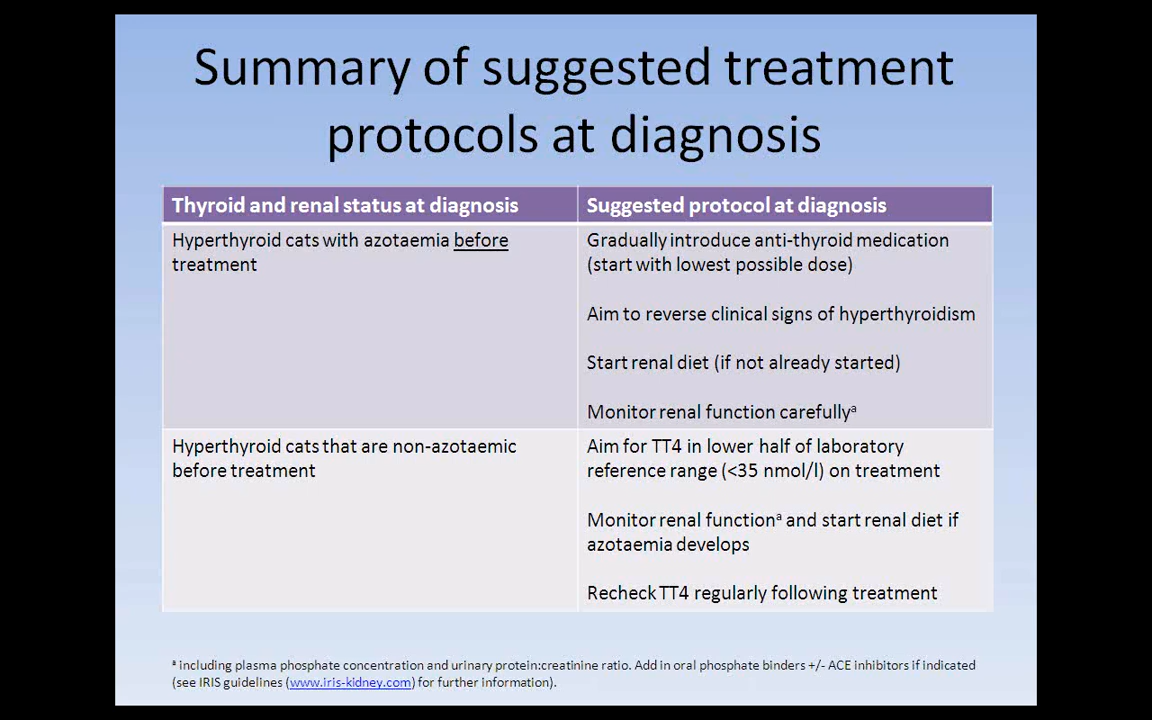 Summary of suggested treatment
protocols at diagnosis
Thyroid and renal status at diagnosis
Suggested protocol at diagnosis
Hyperthyroid cats with azotaemia before
treatment
Gradually introduce anti-thyroid medication
(start with lowest possible dose)
Aim to reverse clinical signs of hyperthyroidism
Start renal diet (if not already started)
Monitor renal function carefullyª
Hyperthyroid cats that are non-azotaemic
before treatment
Aim for TT4 in lower half of laboratory
reference range (<35 nmol/l) on treatment
Monitor renal functionª and start renal diet if
azotaemia develops
Recheck TT4 regularly following treatment
ª including plasma phosphate concentration and urinary protein:creatinine ratio. Add in oral phosphate binders +/- ACE inhibitors if indicated
(see IRIS guidelines (www.iris-kidney.com) for further information).